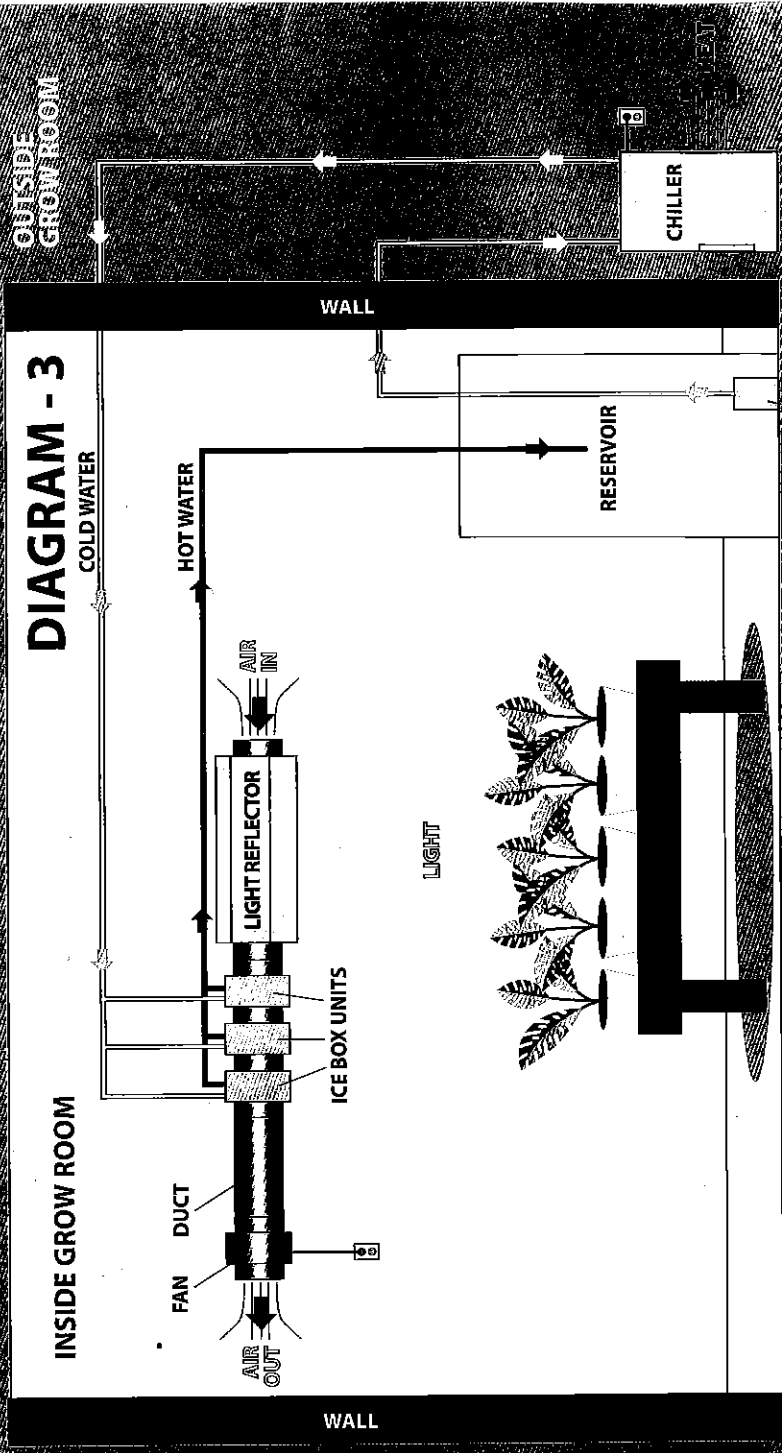 DIAGRAM - 3
INSIDE GROW ROOM
OUTSIDE
GROW ROOM
COLD WATER
HOT WATER
FAN
DUCT
AIR
OUT
ICE BOX UNITS
LIGHT REFLECTOR
AIR
IN
LIGHT
RESERVOIR
CHILLER
HEAT
WALL
WALL